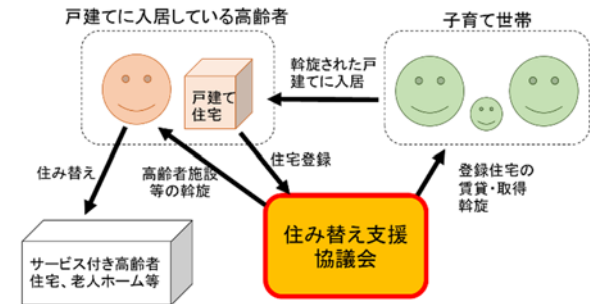 戸建てに入居している高齢者
子育て世帯
斡旋された戸
建てに入居
戸建て
住宅
住み替え
高齢者施設
等の斡旋
住宅登録
登録住宅の
賃貸・取得
斡旋
住み替え支援
協議会
サービス付き高齢者
住宅、老人ホーム等